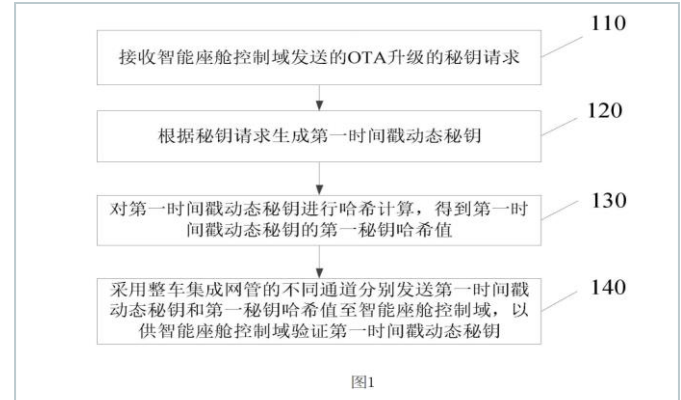 110
接收智能座舱控制域发送的OTA升级的秘钥请求
120
根据秘钥请求生成第一时间戳动态秘钥
130
对第一时间戳动态秘钥进行哈希计算，得到第一时
间戳动态秘钥的第一秘钥哈希值
140
采用整车集成网管的不同通道分别发送第一时间戳
动态秘钥和第一秘钥哈希值至智能座舱控制域，以
供智能座舱控制域验证第一时间戳动态秘钥
图1